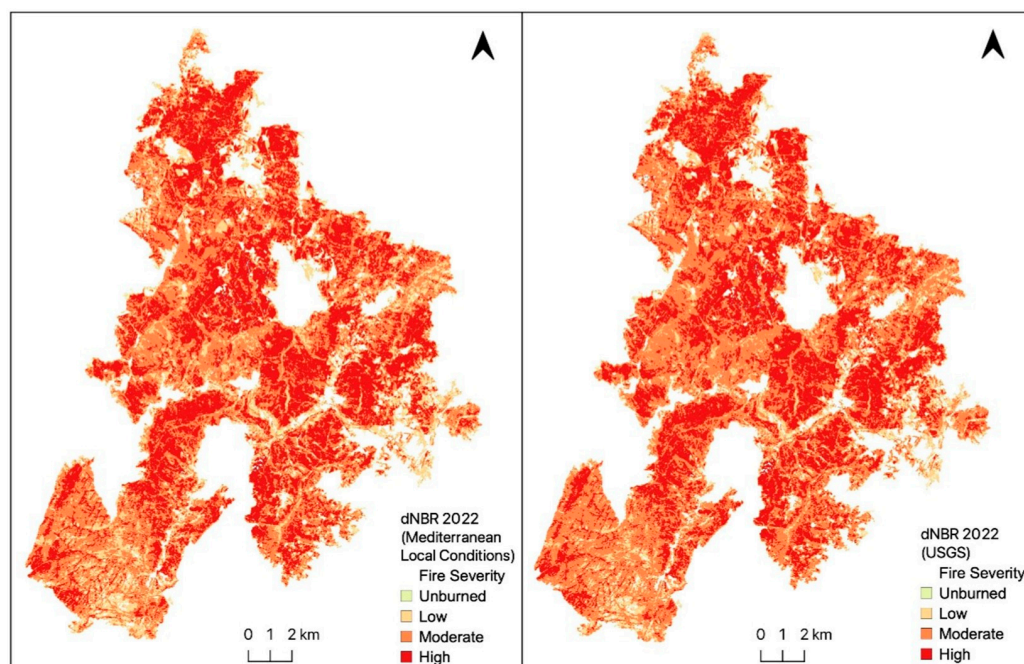 dNBR 2022
(Mediterranean
Local Conditions)
Fire Severity
Unburned
Low
Moderate
High
0 1 2 km
dNBR 2022
(USGS)
Fire Severity
Unburned
Low
Moderate
High
0 1 2 km